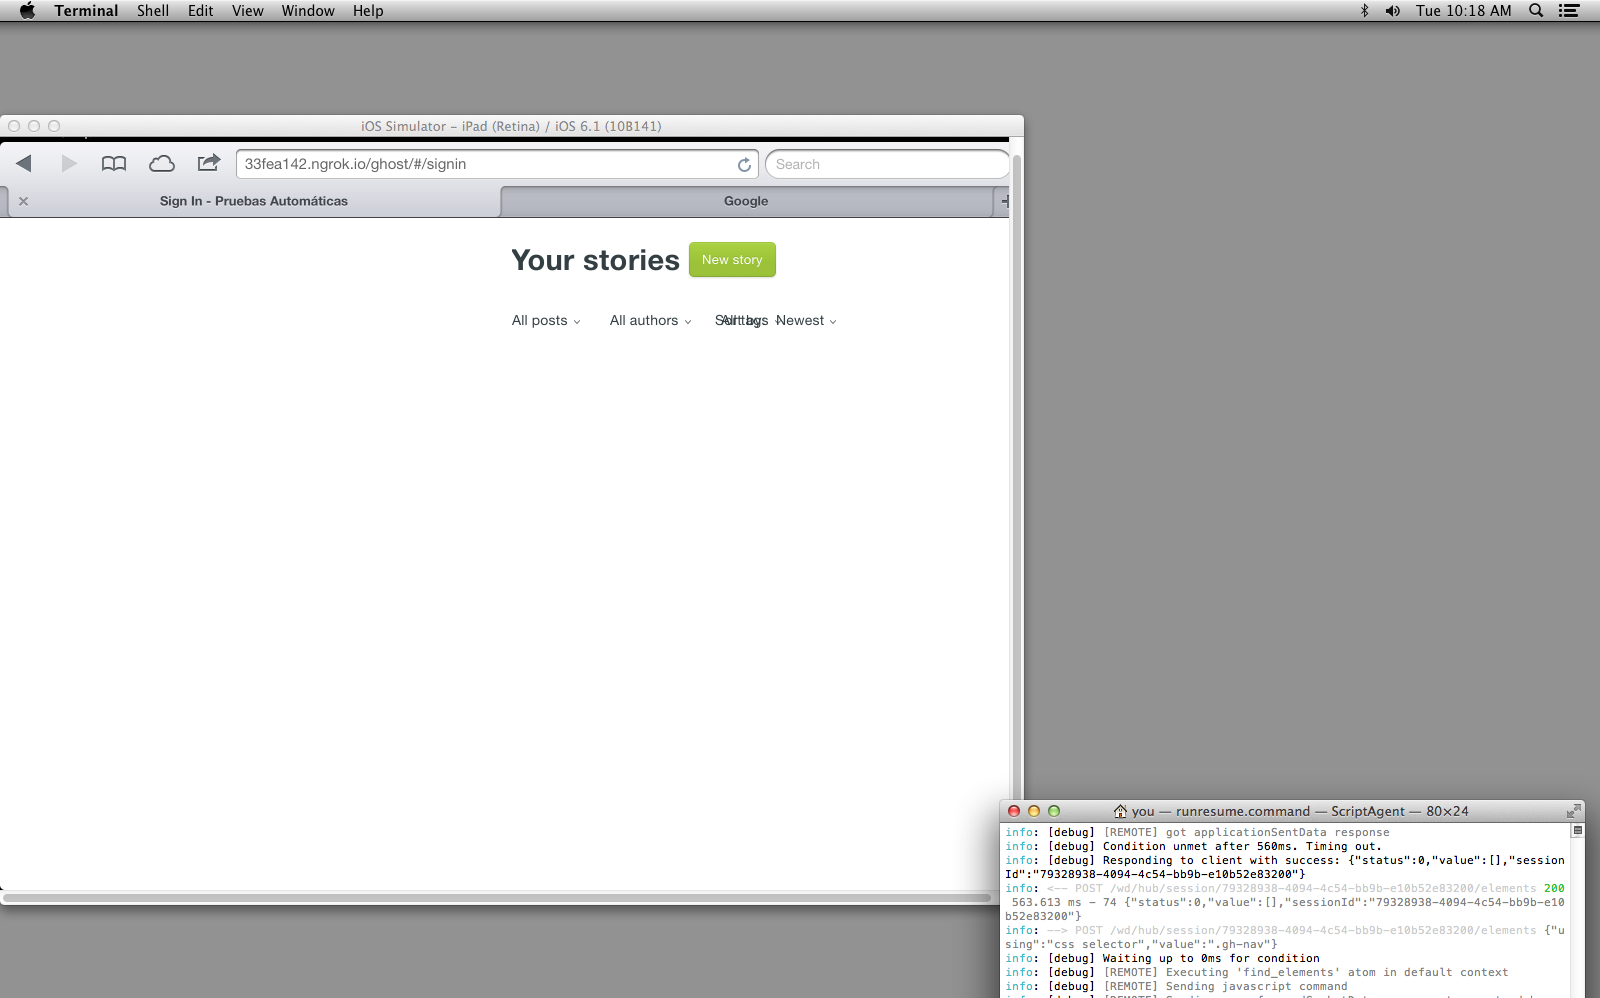 Terminal Shell Edit View Window Help Tue 10:18 AM
iOS Simulator – iPad (Retina) / iOS 6.1 (10B141)
33fea142.ngrok.io/ghost/#/signin Search
Sign In - Pruebas Automáticas Google
Your stories New story
All posts All authors Sort by All tags Newest
you — runresume.command — ScriptAgent — 80×24
info: [debug] [REMOTE] got applicationSentData response
info: [debug] Condition unmet after 560ms. Timing out.
info: [debug] Responding to client with success: {"status":0,"value":[],"session
Id":"79328938-4094-4c54-bb9b-e10b52e83200"}
info: <-- POST /wd/hub/session/79328938-4094-4c54-bb9b-e10b52e83200/elements 200
563.613 ms - 74 {"status":0,"value":[],"sessionId":"79328938-4094-4c54-bb9b-e10
b52e83200"}
info: --> POST /wd/hub/session/79328938-4094-4c54-bb9b-e10b52e83200/elements {"u
sing":"css selector","value":".gh-nav"}
info: [debug] Waiting up to 0ms for condition
info: [debug] [REMOTE] Executing 'find_elements' atom in default context
info: [debug] [REMOTE] Sending javascript command